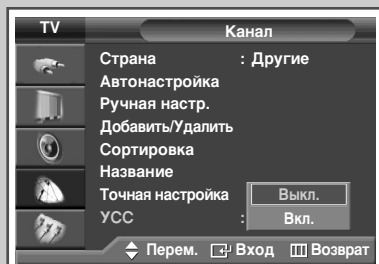 TV
Канал
Страна : Другие
Автонастройка
Ручная настр.
Добавить/Удалить
Сортировка
Название
Точная настройка Выкл.
УСС : Вкл.
Перем. Вход Возврат